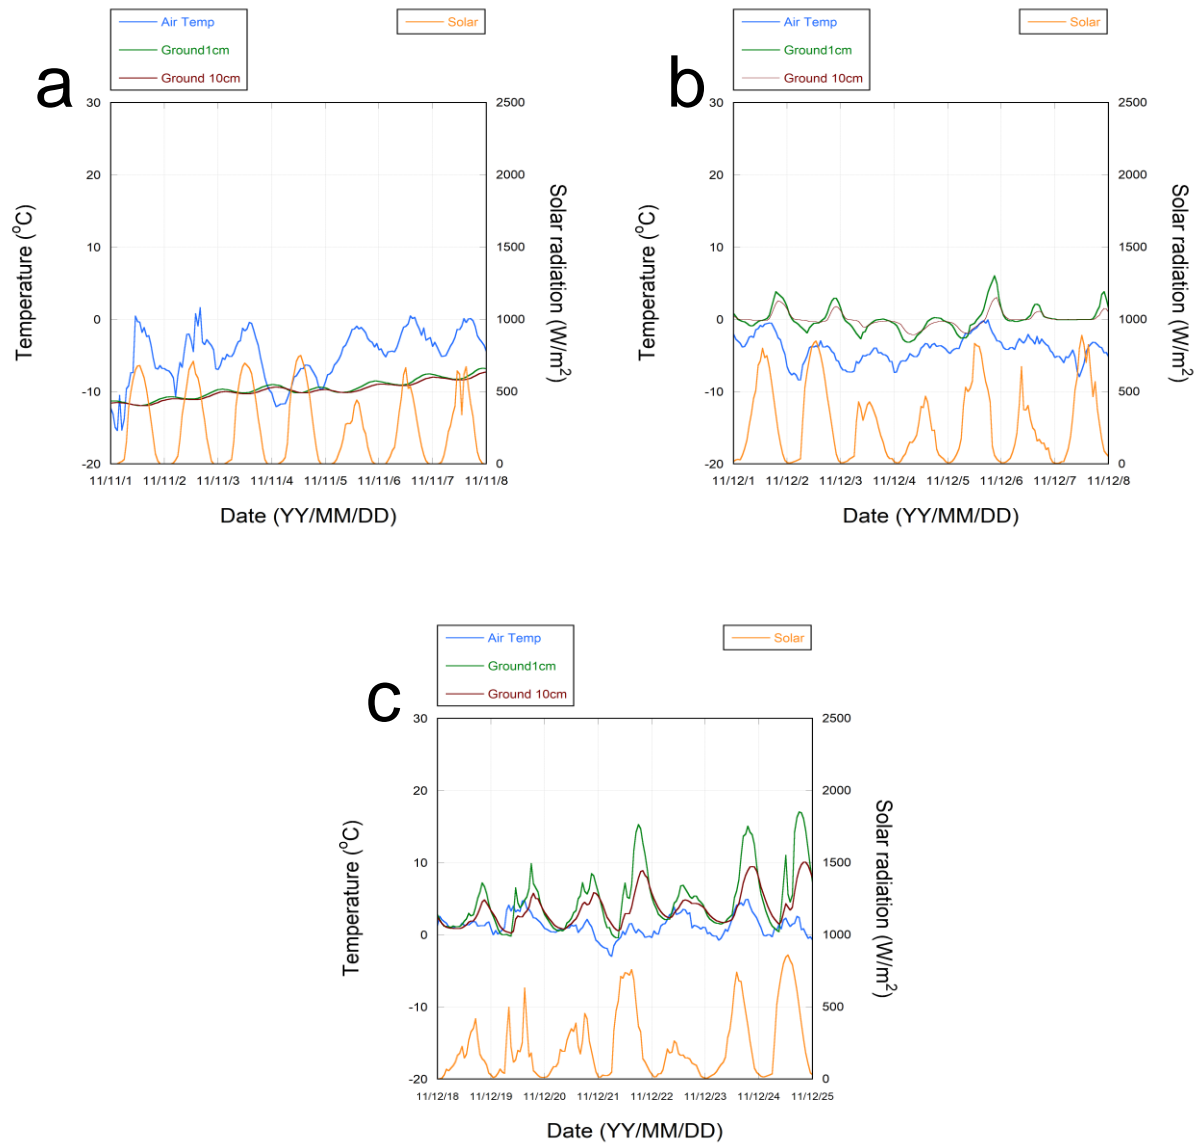 Air Temp
Ground1cm
Ground 10cm
Solar
a
30
20
10
0
-10
-20
2500
2000
1500
1000
500
0
Temperature (°C)
Solar radiation (W/m²)
11/11/1 11/11/2 11/11/3 11/11/4 11/11/5 11/11/6 11/11/7 11/11/8
Date (YY/MM/DD)
Air Temp
Ground1cm
Ground 10cm
Solar
b
30
20
10
0
-10
-20
2500
2000
1500
1000
500
0
Temperature (°C)
Solar radiation (W/m²)
11/12/1 11/12/2 11/12/3 11/12/4 11/12/5 11/12/6 11/12/7 11/12/8
Date (YY/MM/DD)
Air Temp
Ground1cm
Ground 10cm
Solar
c
30
20
10
0
-10
-20
2500
2000
1500
1000
500
0
Temperature (°C)
Solar radiation (W/m²)
11/12/18 11/12/19 11/12/20 11/12/21 11/12/22 11/12/23 11/12/24 11/12/25
Date (YY/MM/DD)